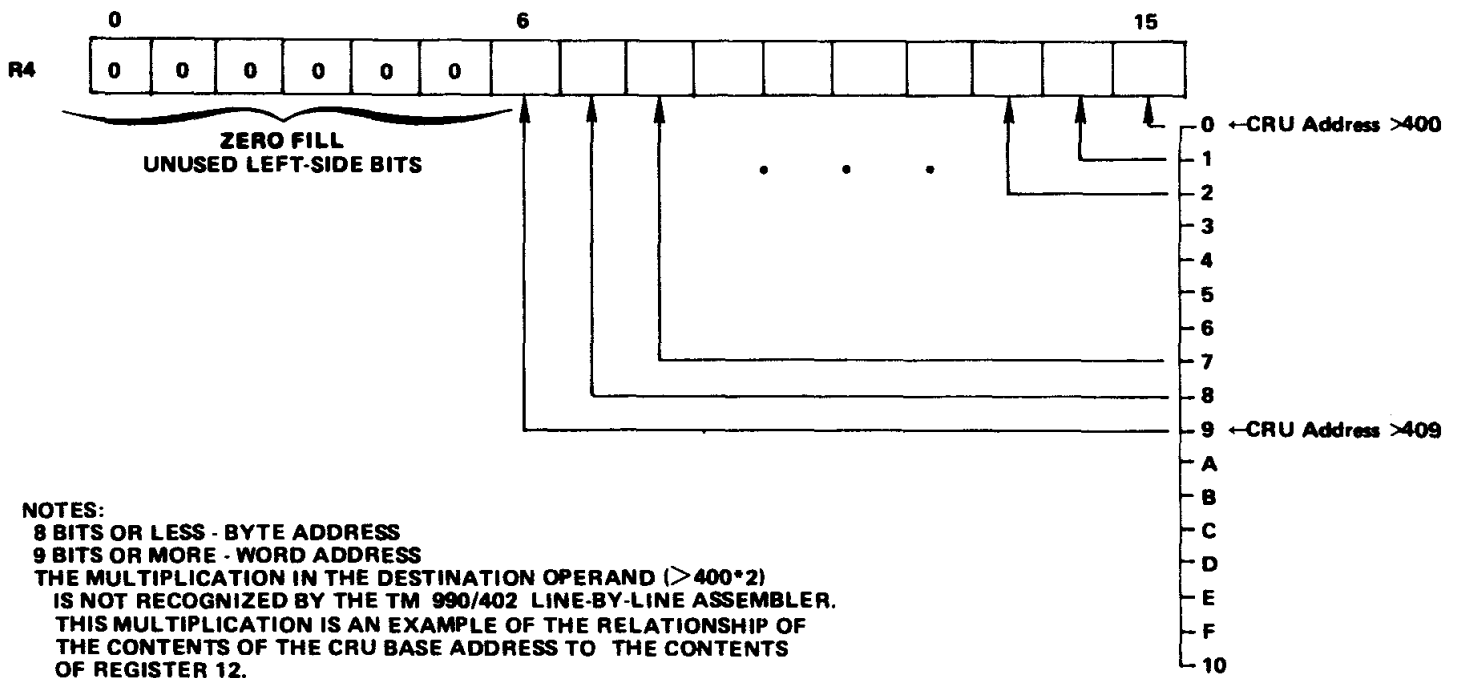 0 6 15
R4 0 0 0 0 0 0
ZERO FILL
UNUSED LEFT-SIDE BITS
0 ←CRU Address >400
1
2
3
4
5
6
7
8
9 ←CRU Address >409
A
B
C
D
E
F
10
NOTES:
8 BITS OR LESS - BYTE ADDRESS
9 BITS OR MORE - WORD ADDRESS
THE MULTIPLICATION IN THE DESTINATION OPERAND (>400*2)
IS NOT RECOGNIZED BY THE TM 990/402 LINE-BY-LINE ASSEMBLER.
THIS MULTIPLICATION IS AN EXAMPLE OF THE RELATIONSHIP OF
THE CONTENTS OF THE CRU BASE ADDRESS TO THE CONTENTS
OF REGISTER 12.